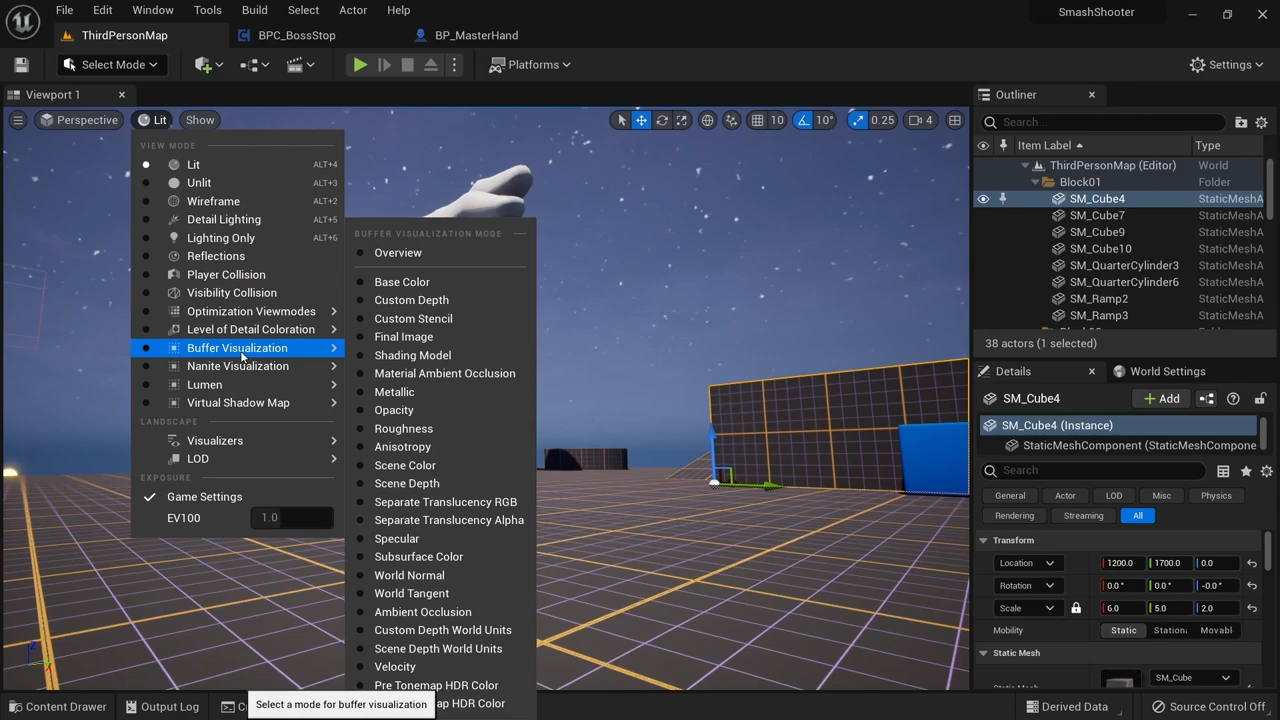 File Edit Window Tools Build Select Actor Help
SmashShooter
ThirdPersonMap
BPC_BossStop
BP_MasterHand
Select Mode
Platforms
Settings
Viewport 1
Perspective
Lit
Show
10
10°
0.25
4
VIEW MODE
Lit ALT+4
Unlit ALT+3
Wireframe ALT+2
Detail Lighting ALT+5
Lighting Only ALT+6
Reflections
Player Collision
Visibility Collision
Optimization Viewmodes
Level of Detail Coloration
Buffer Visualization
Nanite Visualization
Lumen
Virtual Shadow Map
LANDSCAPE
Visualizers
LOD
EXPOSURE
Game Settings
EV100 1.0
BUFFER VISUALIZATION MODE
Overview
Base Color
Custom Depth
Custom Stencil
Final Image
Shading Model
Material Ambient Occlusion
Metallic
Opacity
Roughness
Anisotropy
Scene Color
Scene Depth
Separate Translucency RGB
Separate Translucency Alpha
Specular
Subsurface Color
World Normal
World Tangent
Ambient Occlusion
Custom Depth World Units
Scene Depth World Units
Velocity
Pre Tonemap HDR Color
ap HDR Color
Outliner
Search...
Item Label Type
ThirdPersonMap (Editor) World
Block01 Folder
SM_Cube4 StaticMeshA
SM_Cube7 StaticMeshA
SM_Cube9 StaticMeshA
SM_Cube10 StaticMeshA
SM_QuarterCylinder3 StaticMeshA
SM_QuarterCylinder6 StaticMeshA
SM_Ramp2 StaticMeshA
SM_Ramp3 StaticMeshA
38 actors (1 selected)
Details
World Settings
SM_Cube4
Add
SM_Cube4 (Instance)
StaticMeshComponent (StaticMeshCompone
Search
General Actor LOD Misc Physics
Rendering Streaming All
Transform
Location 1200.0 1700.0 0.0
Rotation 0.0° 0.0° -0.0°
Scale 6.0 5.0 2.0
Mobility Static Station Movabl
Static Mesh
SM_Cube
Content Drawer
Output Log
Select a mode for buffer visualization
Derived Data
Source Control Off